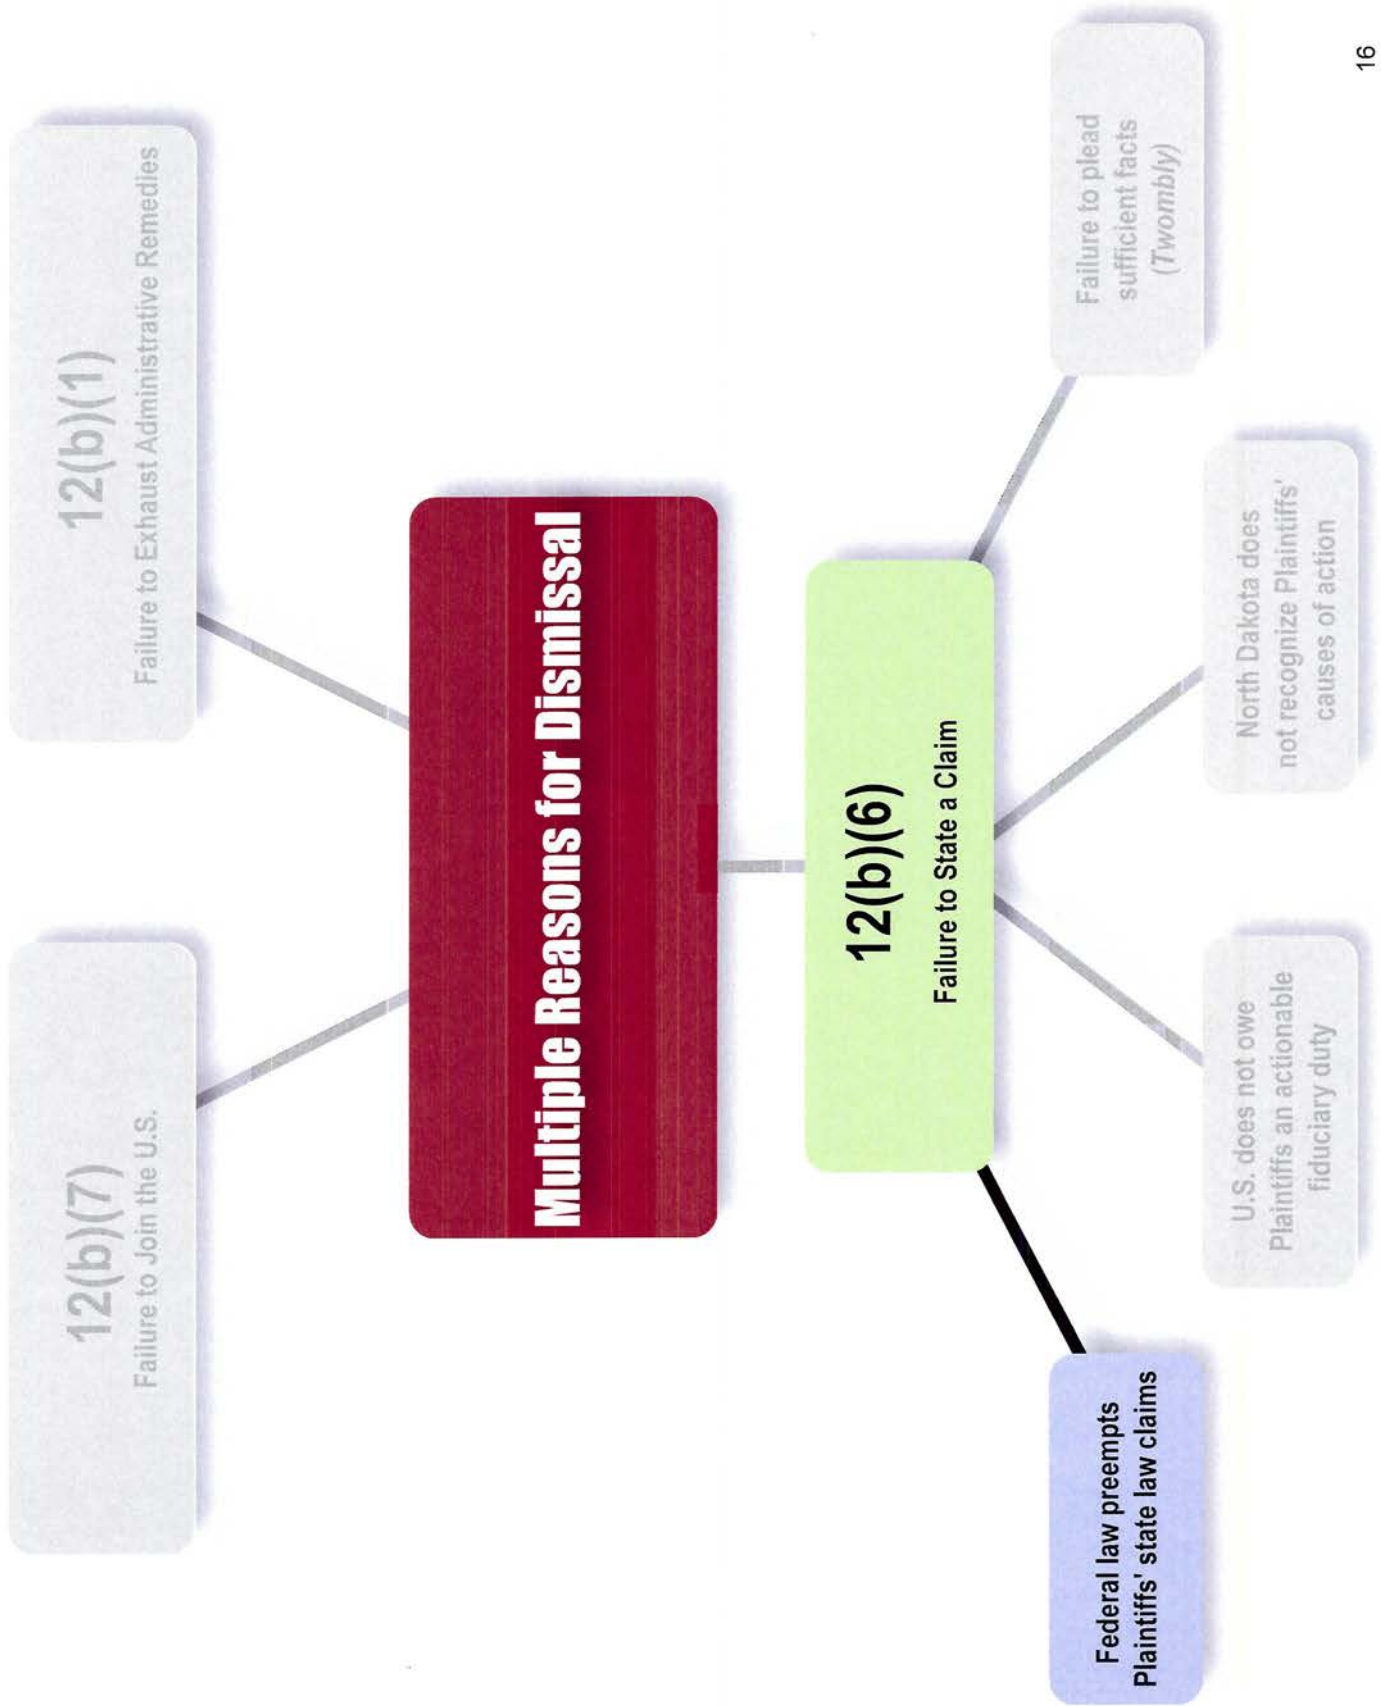 12(b)(7)
Failure to Join the U.S.
12(b)(1)
Failure to Exhaust Administrative Remedies
Multiple Reasons for Dismissal
12(b)(6)
Failure to State a Claim
Federal law preempts
Plaintiffs' state law claims
U.S. does not owe
Plaintiffs an actionable
fiduciary duty
North Dakota does
not recognize Plaintiffs'
causes of action
Failure to plead
sufficient facts
(Twombly)
16